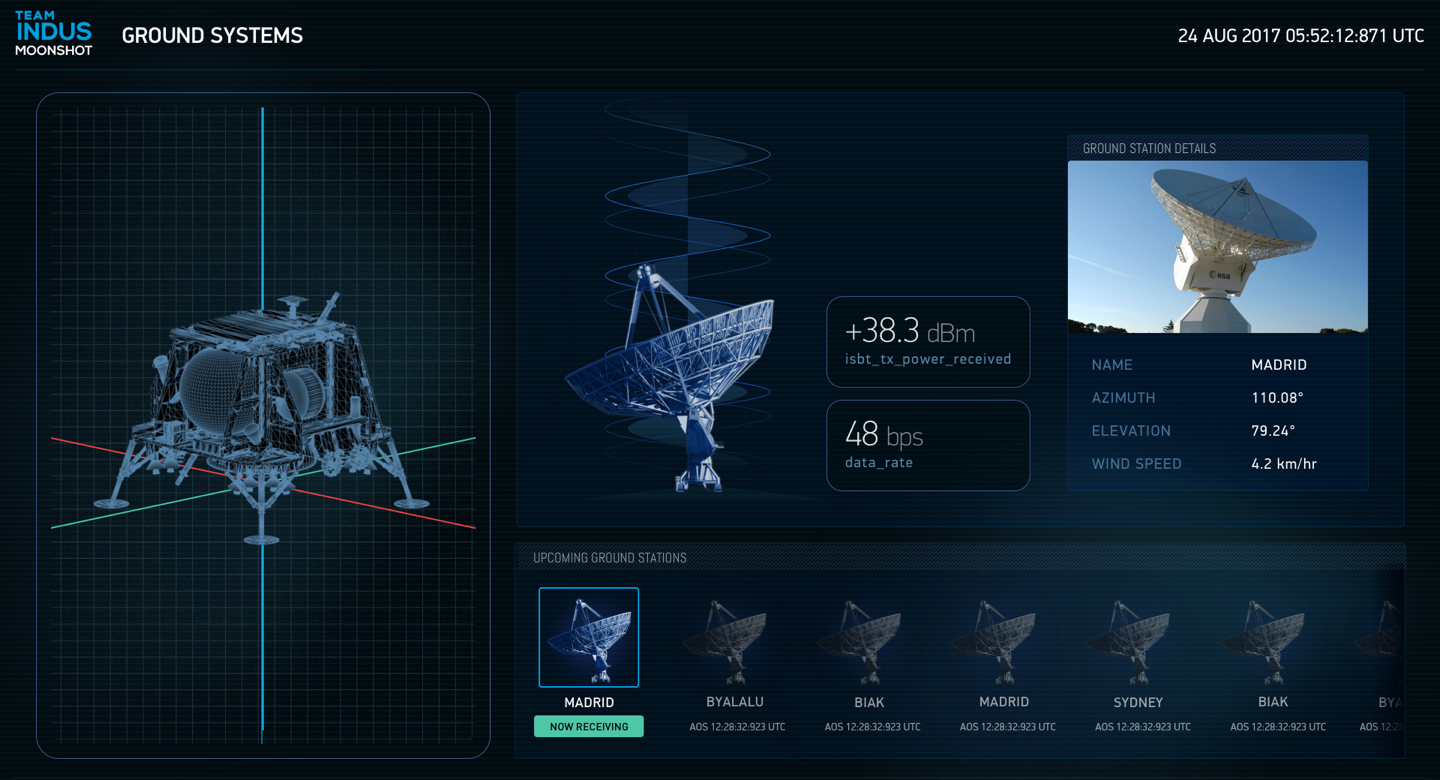 TEAM
INDUS
MOONSHOT
GROUND SYSTEMS
24 AUG 2017 05:52:12:871 UTC
+38.3 dBm
isbt_tx_power_received
48 bps
data_rate
GROUND STATION DETAILS
esa
NAME MADRID
AZIMUTH 110.08°
ELEVATION 79.24°
WIND SPEED 4.2 km/hr
UPCOMING GROUND STATIONS
MADRID
NOW RECEIVING
BYALALU
AOS 12:28:32:923 UTC
BIAK
AOS 12:28:32:923 UTC
MADRID
AOS 12:28:32:923 UTC
SYDNEY
AOS 12:28:32:923 UTC
BIAK
AOS 12:28:32:923 UTC
BYA
AOS 12:2